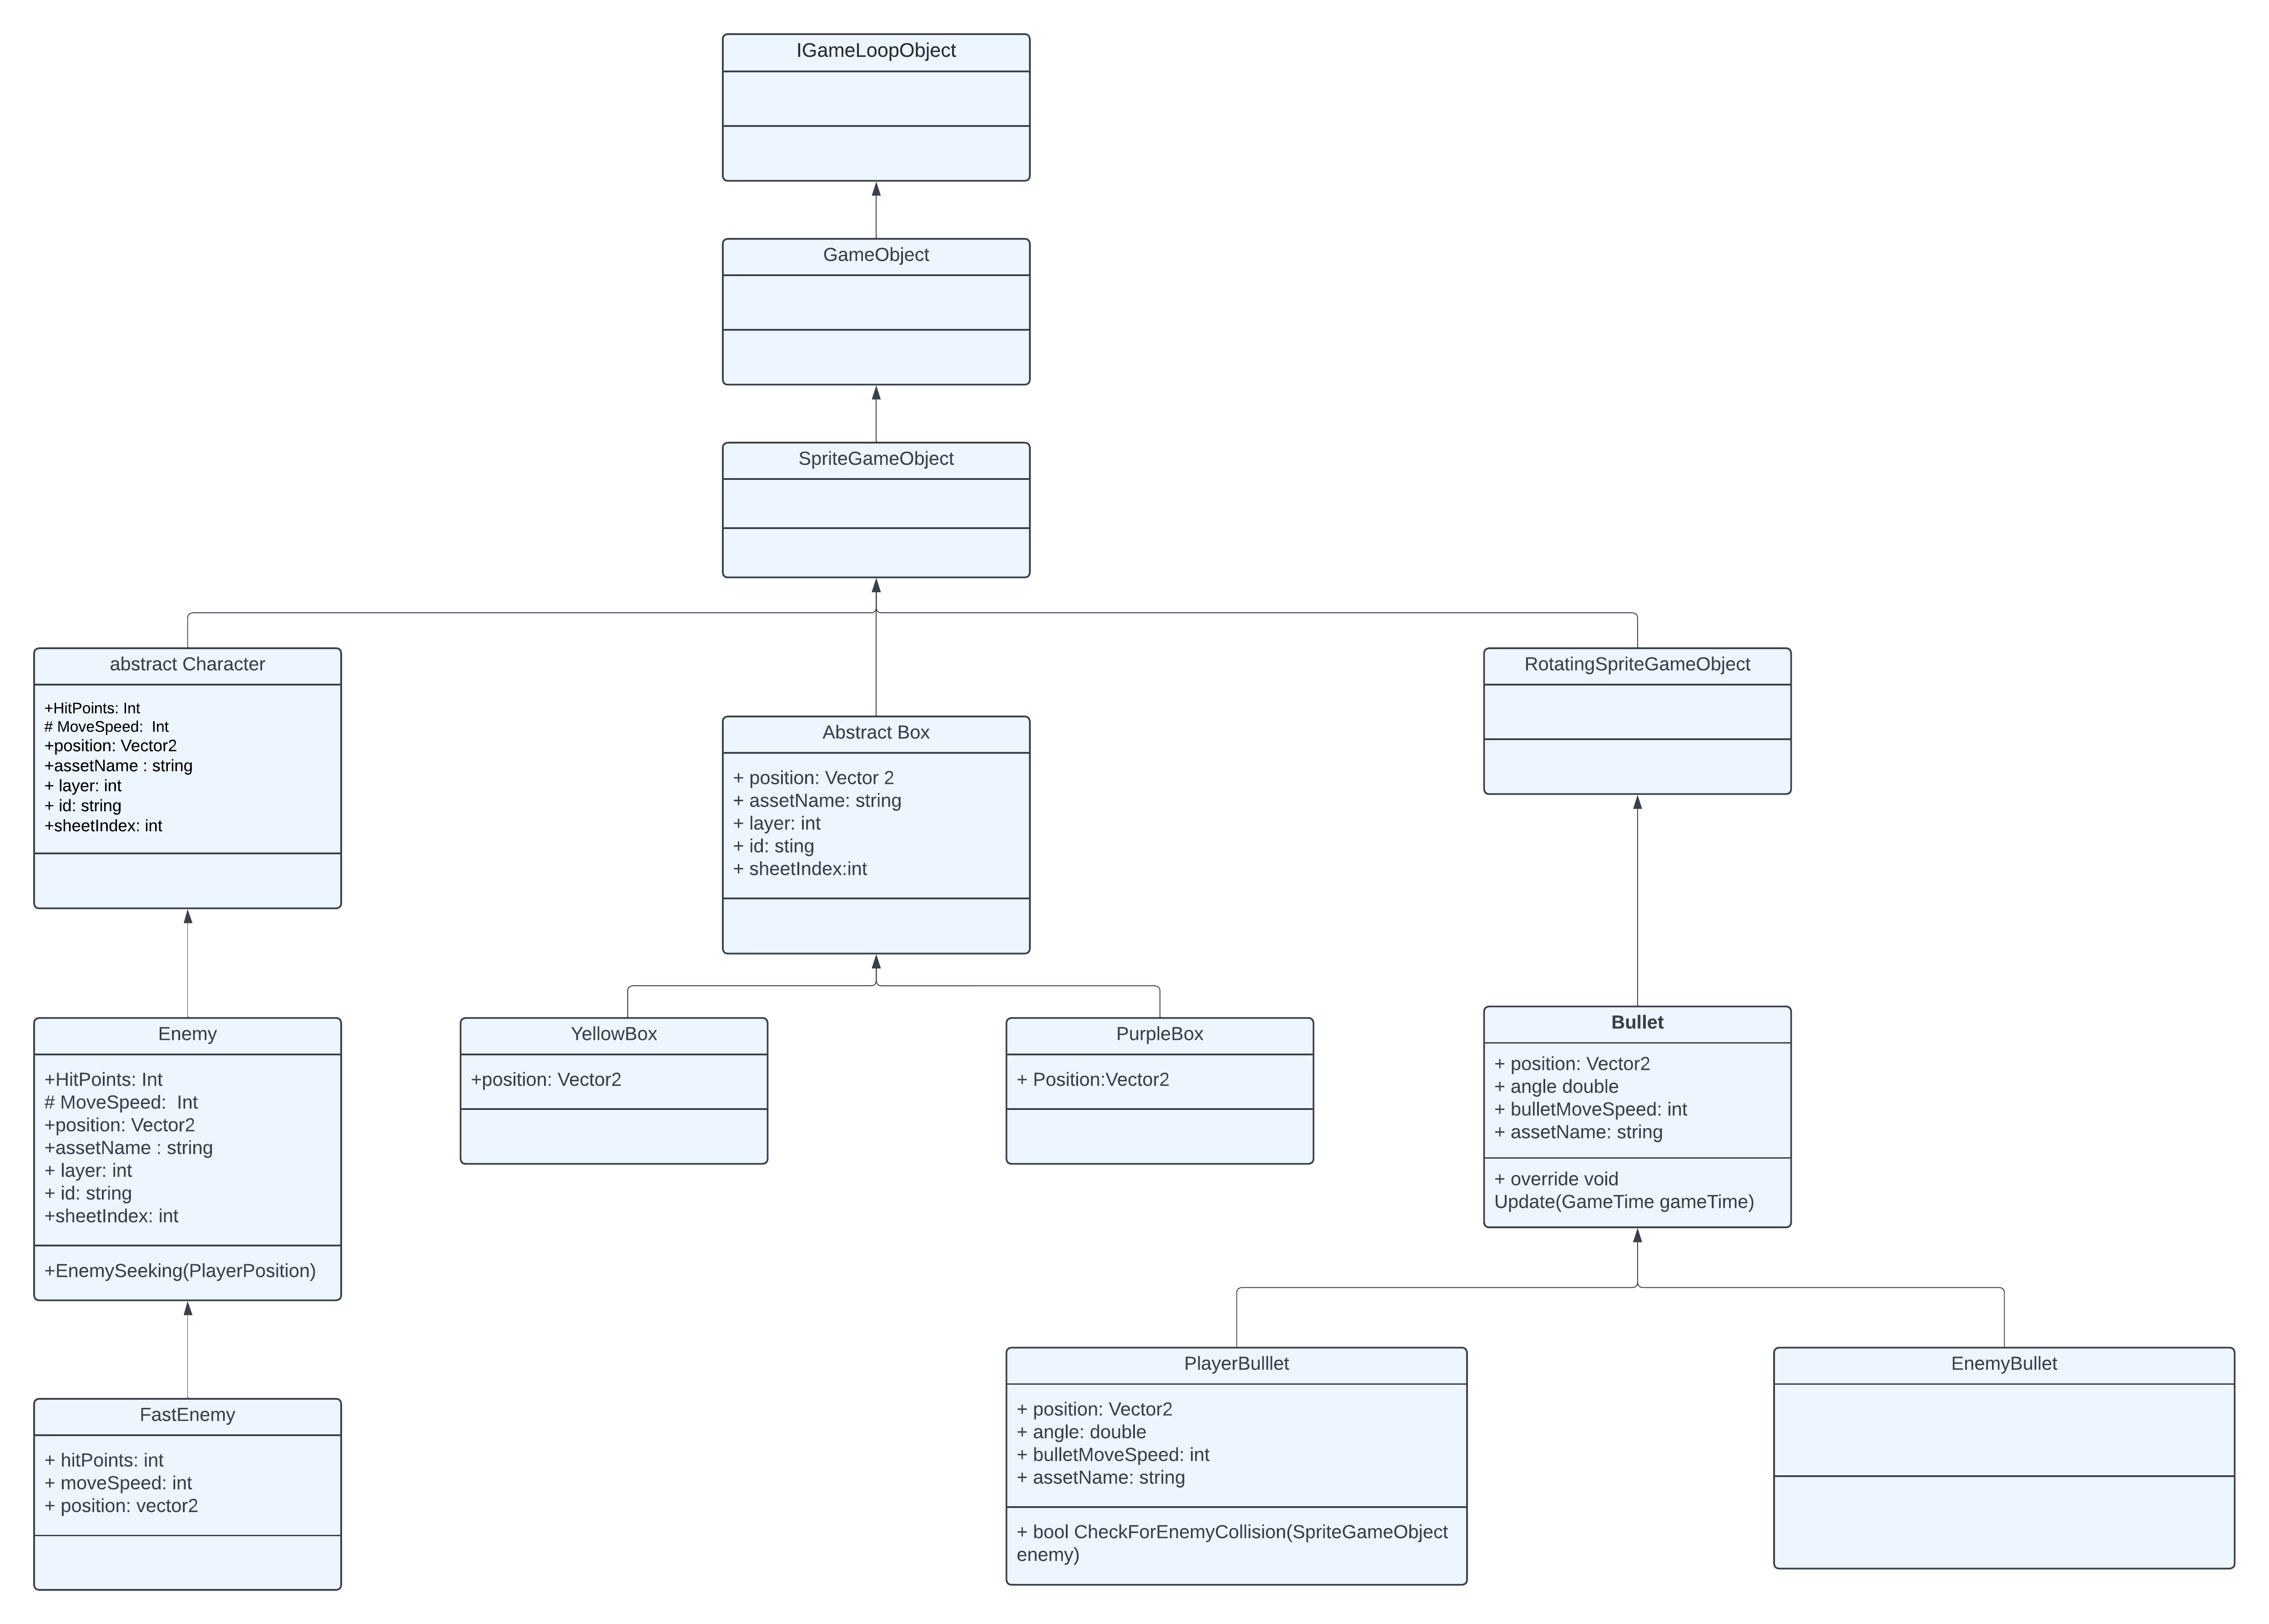 IGameLoopObject
GameObject
SpriteGameObject
abstract Character
+HitPoints: Int
# MoveSpeed:  Int
+position: Vector2
+assetName : string
+ layer: int
+ id: string
+sheetIndex: int
Abstract Box
+ position: Vector 2
+ assetName: string
+ layer: int
+ id: sting
+ sheetIndex:int
RotatingSpriteGameObject
Enemy
+HitPoints: Int
# MoveSpeed:  Int
+position: Vector2
+assetName : string
+ layer: int
+ id: string
+sheetIndex: int
+EnemySeeking(PlayerPosition)
YellowBox
+position: Vector2
PurpleBox
+ Position:Vector2
Bullet
+ position: Vector2
+ angle double
+ bulletMoveSpeed: int
+ assetName: string
+ override void
Update(GameTime gameTime)
FastEnemy
+ hitPoints: int
+ moveSpeed: int
+ position: vector2
PlayerBulllet
+ position: Vector2
+ angle: double
+ bulletMoveSpeed: int
+ assetName: string
+ bool CheckForEnemyCollision(SpriteGameObject
enemy)
EnemyBullet